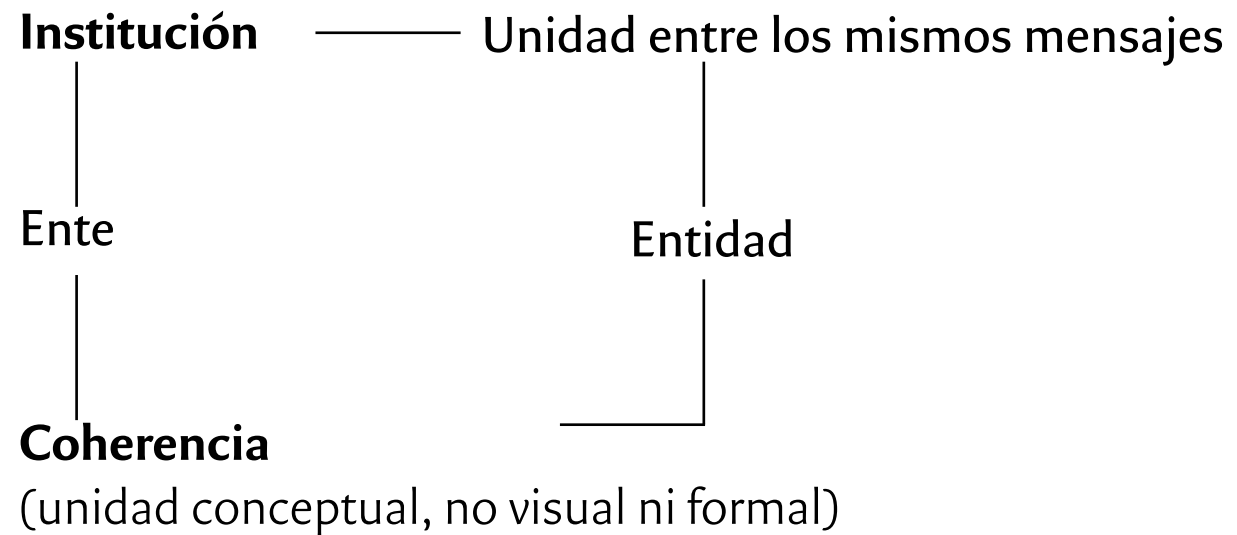 Institución
Unidad entre los mismos mensajes
Ente
Entidad
Coherencia
(unidad conceptual, no visual ni formal)